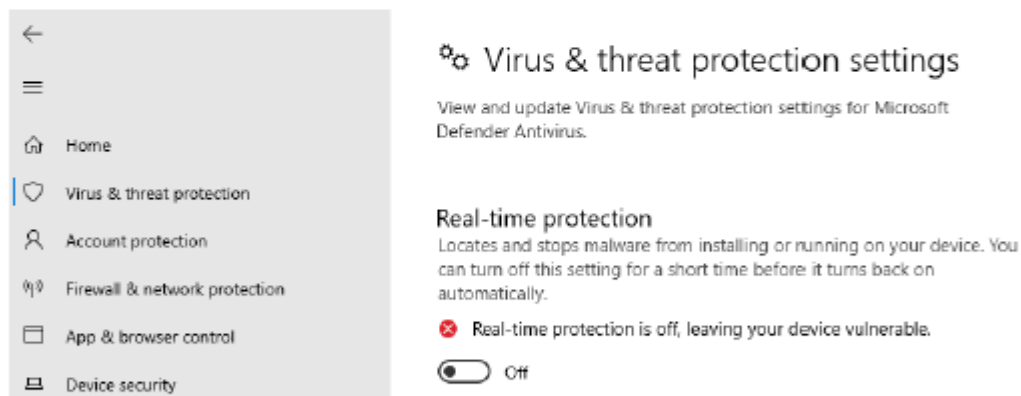 Home
Virus & threat protection
Account protection
Firewall & network protection
App & browser control
Device security
Virus & threat protection settings
View and update Virus & threat protection settings for Microsoft
Defender Antivirus.
Real-time protection
Locates and stops malware from installing or running on your device. You
can turn off this setting for a short time before it turns back on
automatically.
Real-time protection is off, leaving your device vulnerable.
Off